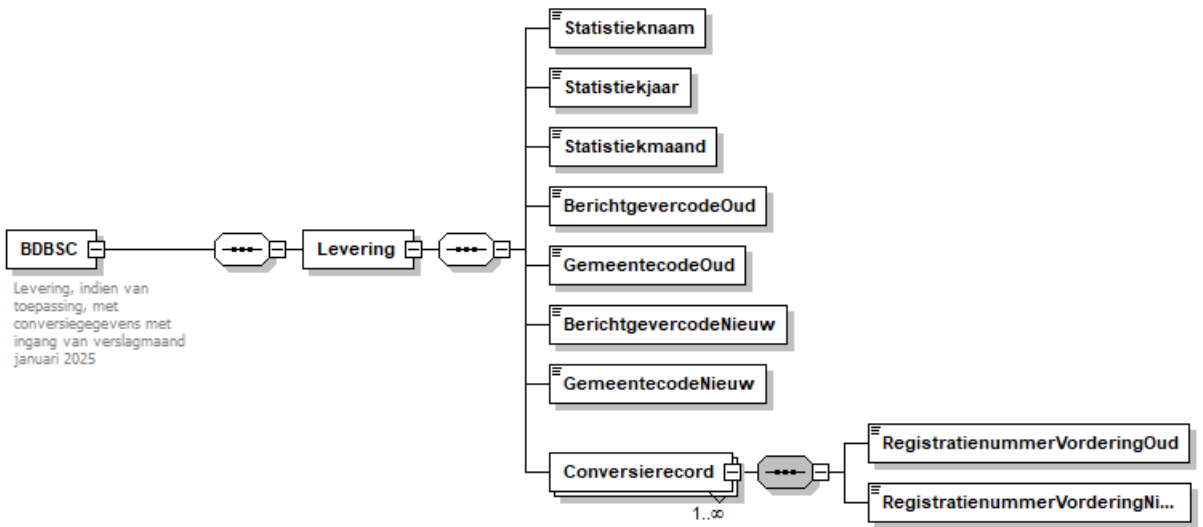 Statistieknaam
Statistiekjaar
Statistiekmaand
BerichtgevercodeOud
BDBSC
Levering
GemeentecodeOud
Levering, indien van
toepassing, met
conversiegegevens met
ingang van verslagmaand
januari 2025
BerichtgevercodeNieuw
GemeentecodeNieuw
RegistratienummerVorderingOud
Conversierecord
1..∞
RegistratienummerVorderingNi...